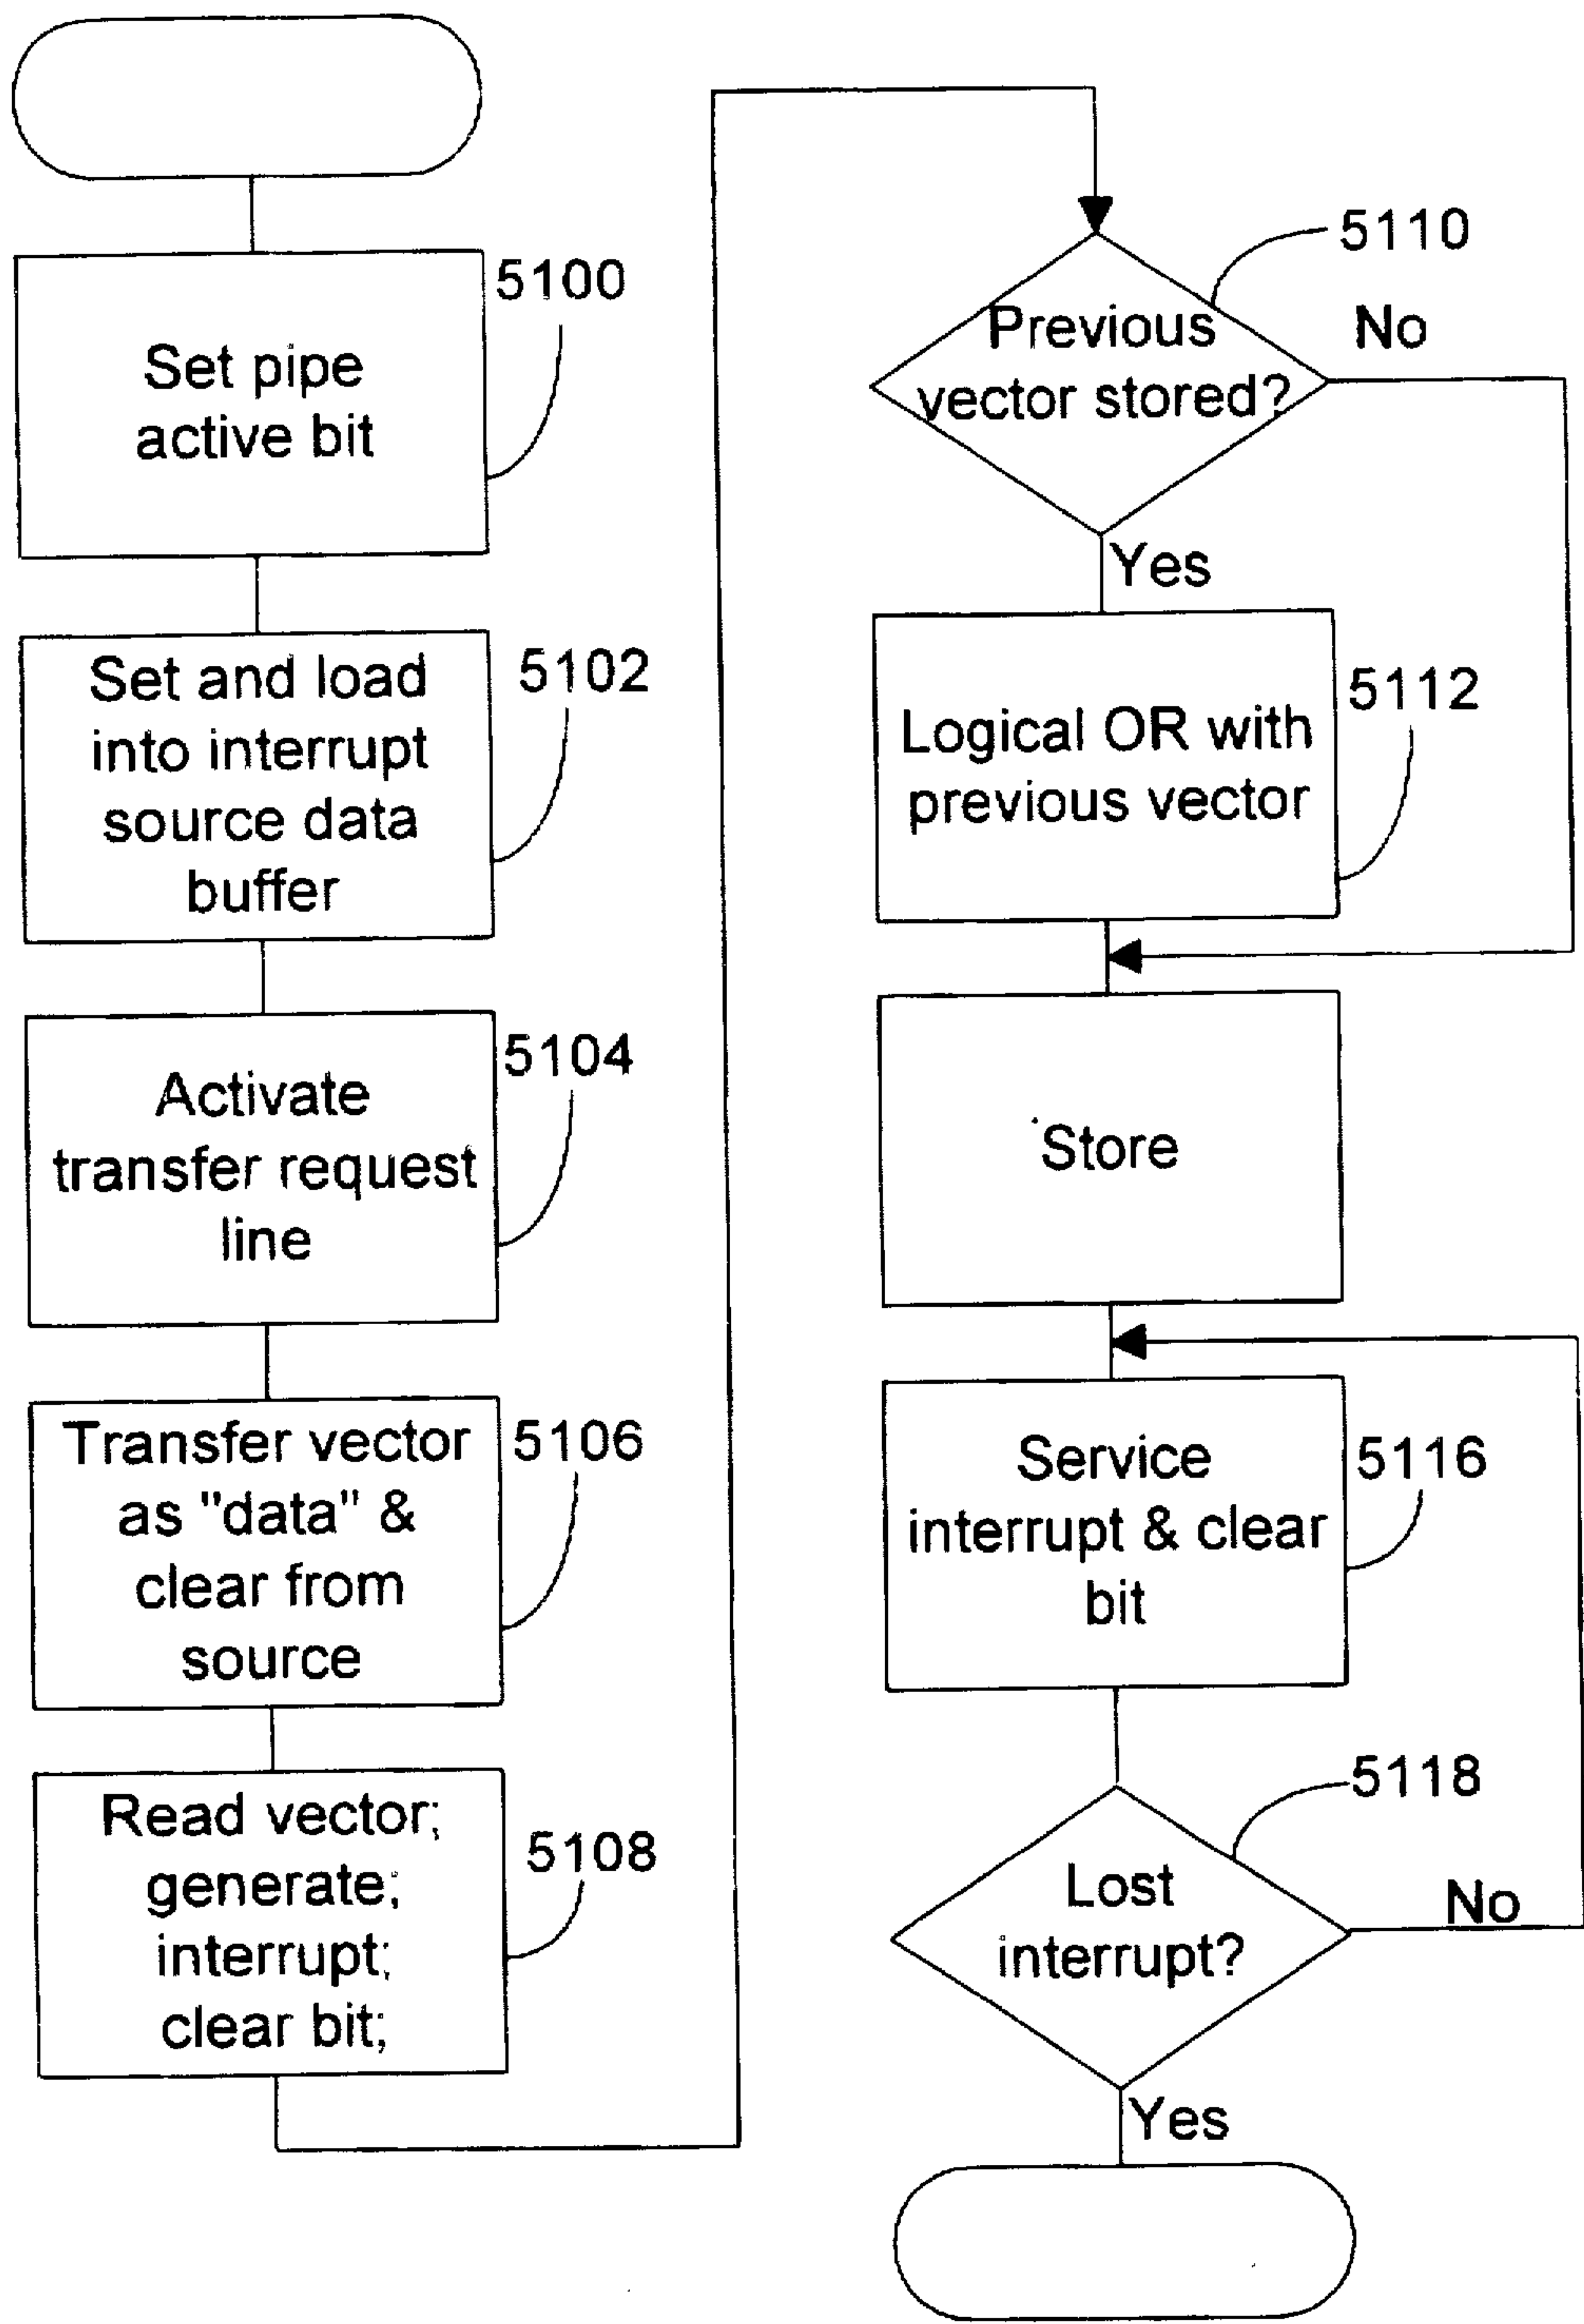 5100
Set pipe
active bit
5102
Set and load
into interrupt
source data
buffer
5104
Activate
transfer request
line
5106
Transfer vector
as "data" &
clear from
source
5108
Read vector;
generate;
interrupt;
clear bit;
5110
Previous
vector stored?
No
Yes
5112
Logical OR with
previous vector
Store
5116
Service
interrupt & clear
bit
5118
Lost
interrupt?
No
Yes